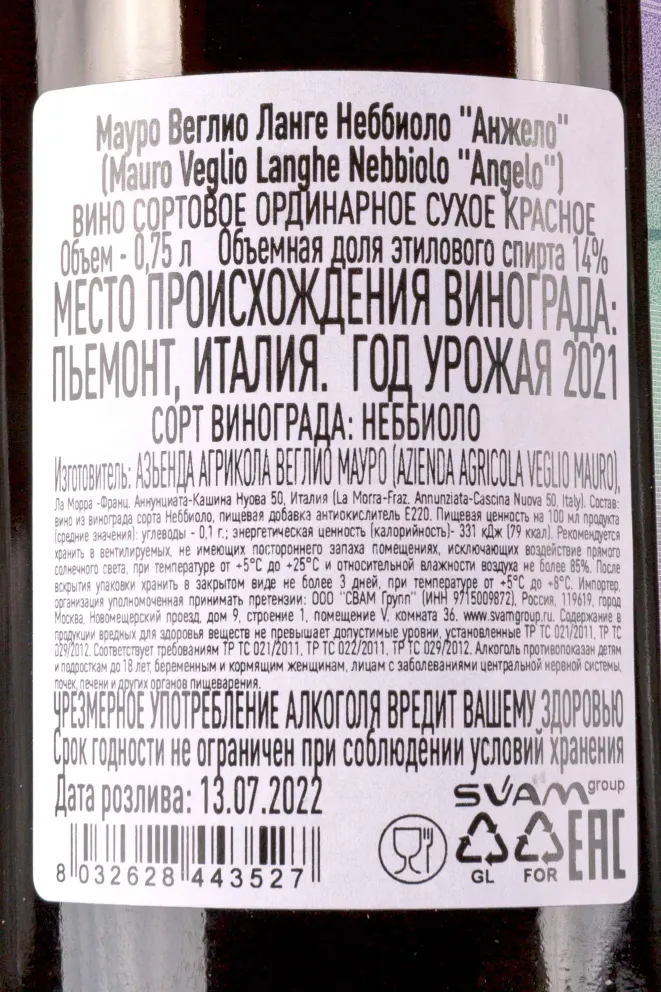 Мауро Веглио Ланге Неббиоло "Анжело"
(Mauro Veglio Langhe Nebbiolo "Angelo")
ВИНО СОРТОВОЕ ОРДИНАРНОЕ СУХОЕ КРАСНОЕ
Объем - 0,75 л Объемная доля этилового спирта 14%
МЕСТО ПРОИСХОЖДЕНИЯ ВИНОГРАДА:
ПЬЕМОНТ, ИТАЛИЯ. ГОД УРОЖАЯ 2021
СОРТ ВИНОГРАДА: НЕББИОЛО
Изготовитель: АЗЬЕНДА АГРИКОЛА ВЕГЛИО МАУРО (AZIENDA AGRICOLA VEGLIO MAURO),
Ла Морра -Франц. Аннунциата-Кашина Нуова 50, Италия (La Morra-Fraz. Annunziata-Cascina Nuova 50, Italy). Состав:
вино из винограда сорта Неббиоло, пищевая добавка антиокислитель Е220. Пищевая ценность на 100 мл продукта
(средние значения): углеводы - 0,1 г.; энергетическая ценность (калорийность)- 331 кДж (79 ккал). Рекомендуется
хранить в вентилируемых, не имеющих постороннего запаха помещениях, исключающих воздействие прямого
солнечного света, при температуре от +5°С до +25°С и относительной влажности воздуха не более 85%. После
вскрытия упаковки хранить в закрытом виде не более 3 дней, при температуре от +5°С до +8°С. Импортер,
организация уполномоченная принимать претензии: ООО "СВАМ Групп" (ИНН 9715009872), Россия, 119619, город
Москва, Новомещерский проезд, дом 9, строение 1, помещение V, комната 36. www.svamgroup.ru. Содержание в
продукции вредных для здоровья веществ не превышает допустимые уровни, установленные ТР ТС 021/2011, ТР ТС
029/2012. Соответствует требованиям ТР ТС 021/2011, ТР ТС 022/2011, ТР ТС 029/2012. Алкоголь противопоказан детям
и подросткам до 18 лет, беременным и кормящим женщинам, лицам с заболеваниями центральной нервной системы,
почек, печени и других органов пищеварения.
ЧРЕЗМЕРНОЕ УПОТРЕБЛЕНИЕ АЛКОГОЛЯ ВРЕДИТ ВАШЕМУ ЗДОРОВЬЮ
Срок годности не ограничен при соблюдении условий хранения
Дата розлива: 13.07.2022
SVAM group
GL FOR EAC
8 032628 443527